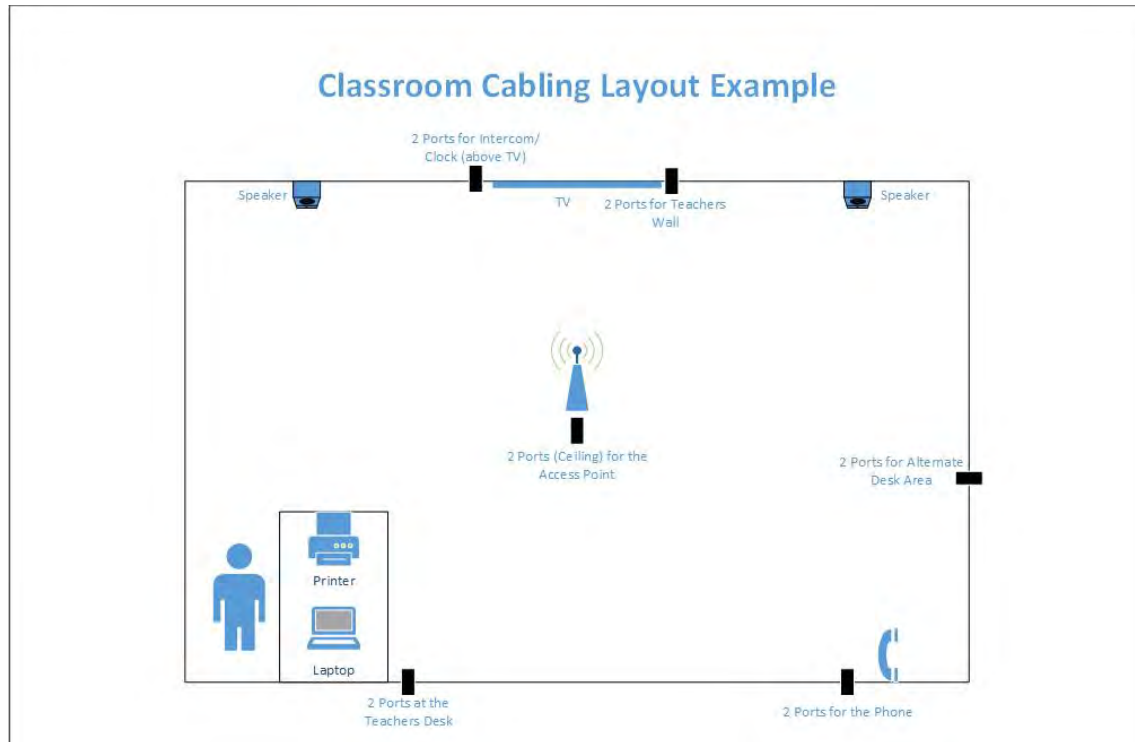 Classroom Cabling Layout Example
2 Ports for Intercom/
Clock (above TV)
Speaker
TV
2 Ports for Teachers
Wall
Speaker
2 Ports (Ceiling) for the
Access Point
2 Ports for Alternate
Desk Area
Printer
Laptop
2 Ports at the
Teachers Desk
2 Ports for the Phone